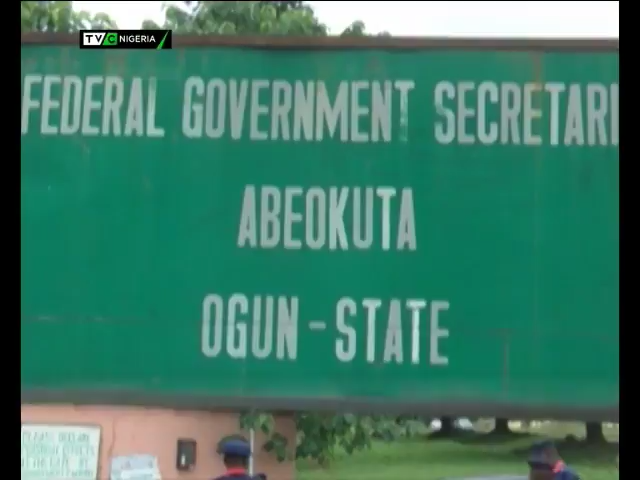 TVC NIGERIA
FEDERAL GOVERNMENT SECRETARI
ABEOKUTA
OGUN - STATE